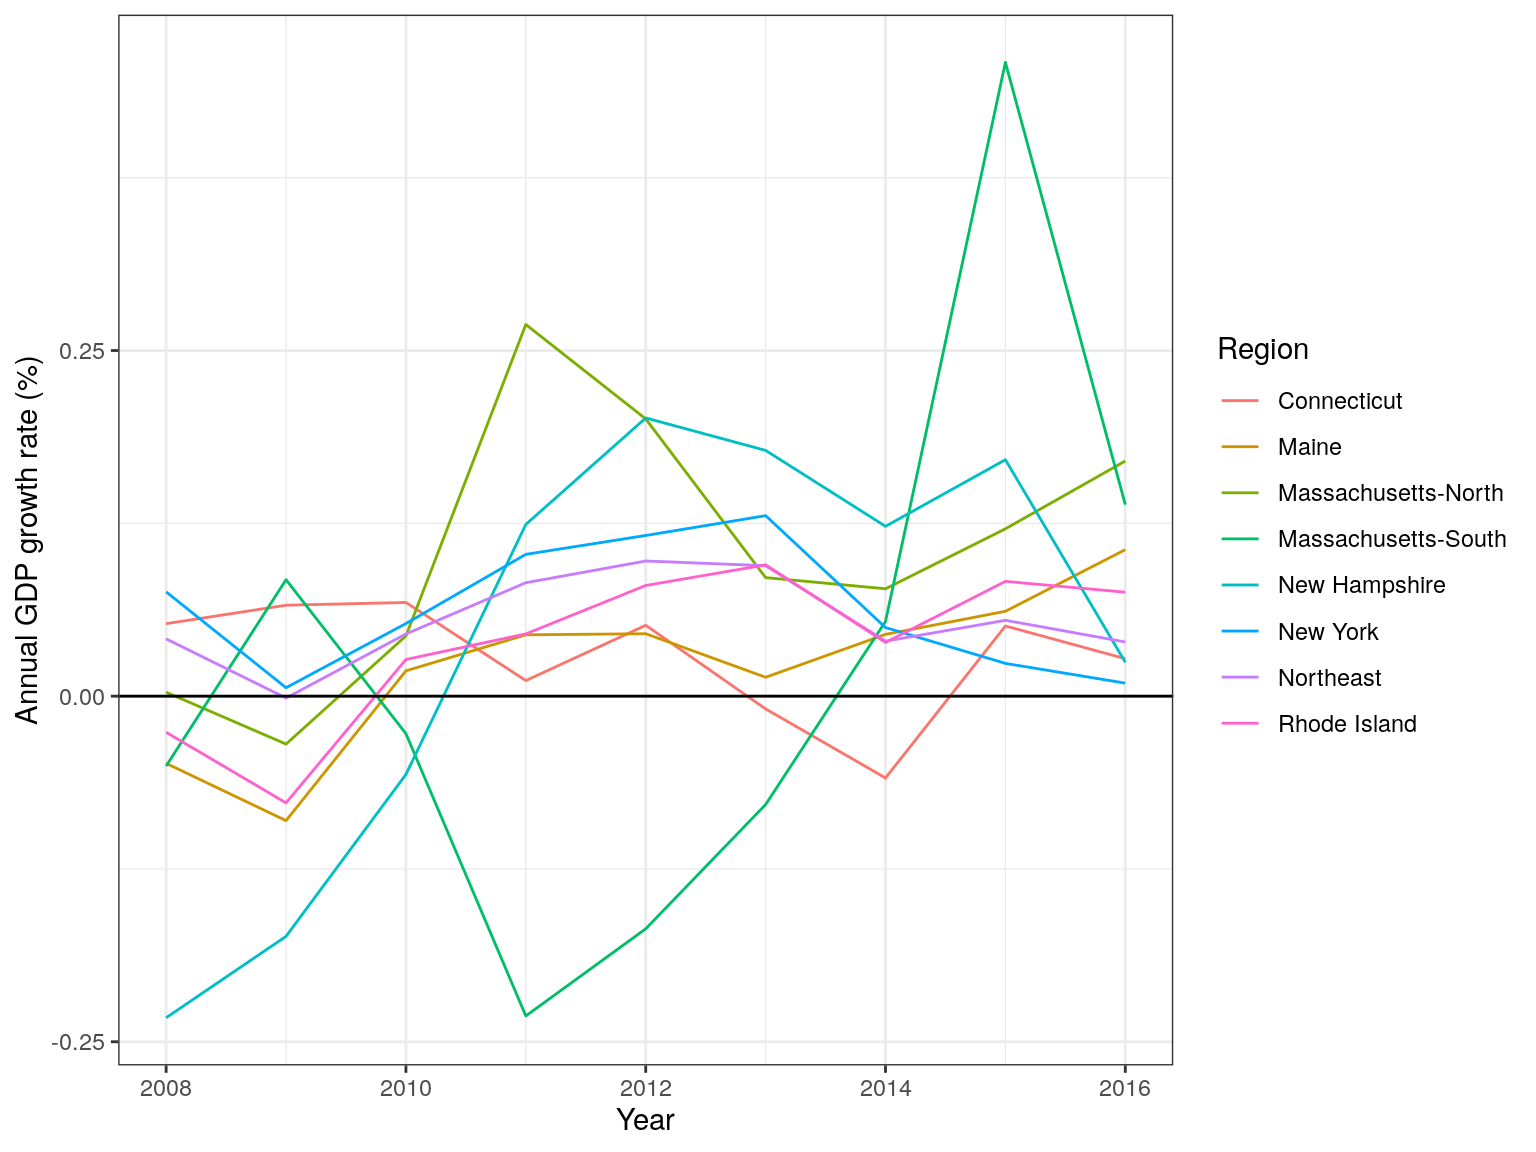 Annual GDP growth rate (%)
0.25
0.00
-0.25
2008 2010 2012 2014 2016
Year
Region
Connecticut
Maine
Massachusetts-North
Massachusetts-South
New Hampshire
New York
Northeast
Rhode Island